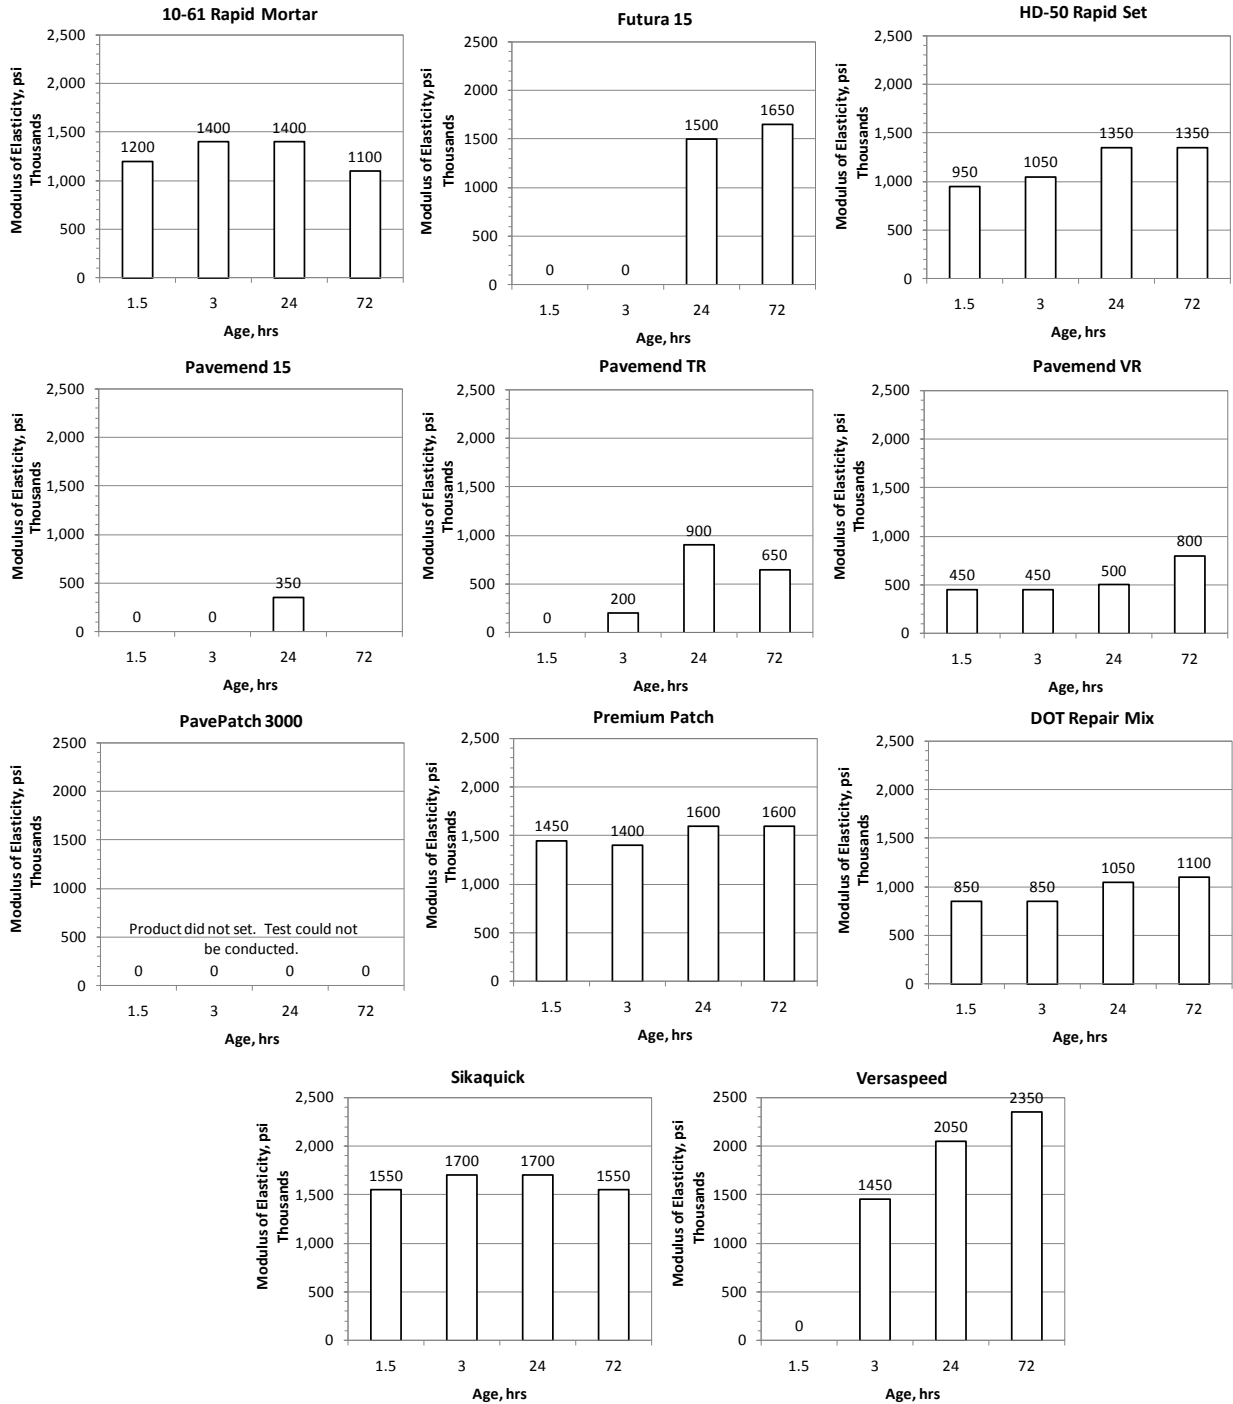 10-61 Rapid Mortar
Modulus of Elasticity, psi
Thousands
2,500
2,000
1,500
1,000
500
0
1200
1400
1400
1100
1.5 3 24 72
Age, hrs
Futura 15
Modulus of Elasticity, psi
Thousands
2500
2000
1500
1000
500
0
0
0
1500
1650
1.5 3 24 72
Age, hrs
HD-50 Rapid Set
Modulus of Elasticity, psi
Thousands
2,500
2,000
1,500
1,000
500
0
950
1050
1350
1350
1.5 3 24 72
Age, hrs
Pavemend 15
Modulus of Elasticity, psi
Thousands
2,500
2,000
1,500
1,000
500
0
0
0
350
1.5 3 24 72
Age, hrs
Pavemend TR
Modulus of Elasticity, psi
Thousands
2,500
2,000
1,500
1,000
500
0
0
200
900
650
1.5 3 24 72
Age, hrs
Pavemend VR
Modulus of Elasticity, psi
Thousands
2,500
2,000
1,500
1,000
500
0
450
450
500
800
1.5 3 24 72
Age, hrs
PavePatch 3000
Modulus of Elasticity, psi
Thousands
2500
2000
1500
1000
500
0
Product did not set. Test could not
be conducted.
0 0 0 0
1.5 3 24 72
Age, hrs
Premium Patch
Modulus of Elasticity, psi
Thousands
2,500
2,000
1,500
1,000
500
0
1450
1400
1600
1600
1.5 3 24 72
Age, hrs
DOT Repair Mix
Modulus of Elasticity, psi
Thousands
2,500
2,000
1,500
1,000
500
0
850
850
1050
1100
1.5 3 24 72
Age, hrs
Sikaquick
Modulus of Elasticity, psi
Thousands
2,500
2,000
1,500
1,000
500
0
1550
1700
1700
1550
1.5 3 24 72
Age, hrs
Versaspeed
Modulus of Elasticity, psi
Thousands
2500
2000
1500
1000
500
0
0
1450
2050
2350
1.5 3 24 72
Age, hrs